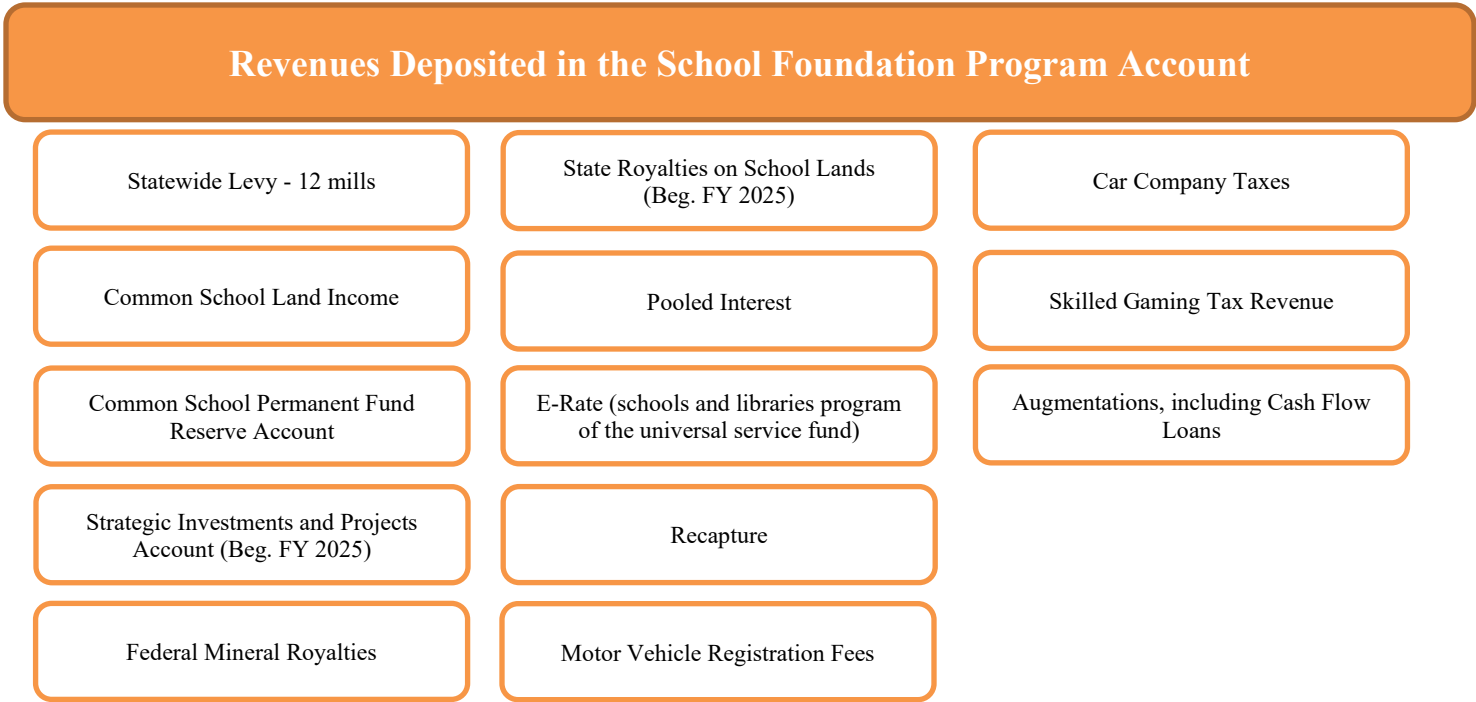 Revenues Deposited in the School Foundation Program Account
Statewide Levy - 12 mills
Common School Land Income
Common School Permanent Fund
Reserve Account
Strategic Investments and Projects
Account (Beg. FY 2025)
Federal Mineral Royalties
State Royalties on School Lands
(Beg. FY 2025)
Pooled Interest
E-Rate (schools and libraries program
of the universal service fund)
Recapture
Motor Vehicle Registration Fees
Car Company Taxes
Skilled Gaming Tax Revenue
Augmentations, including Cash Flow
Loans